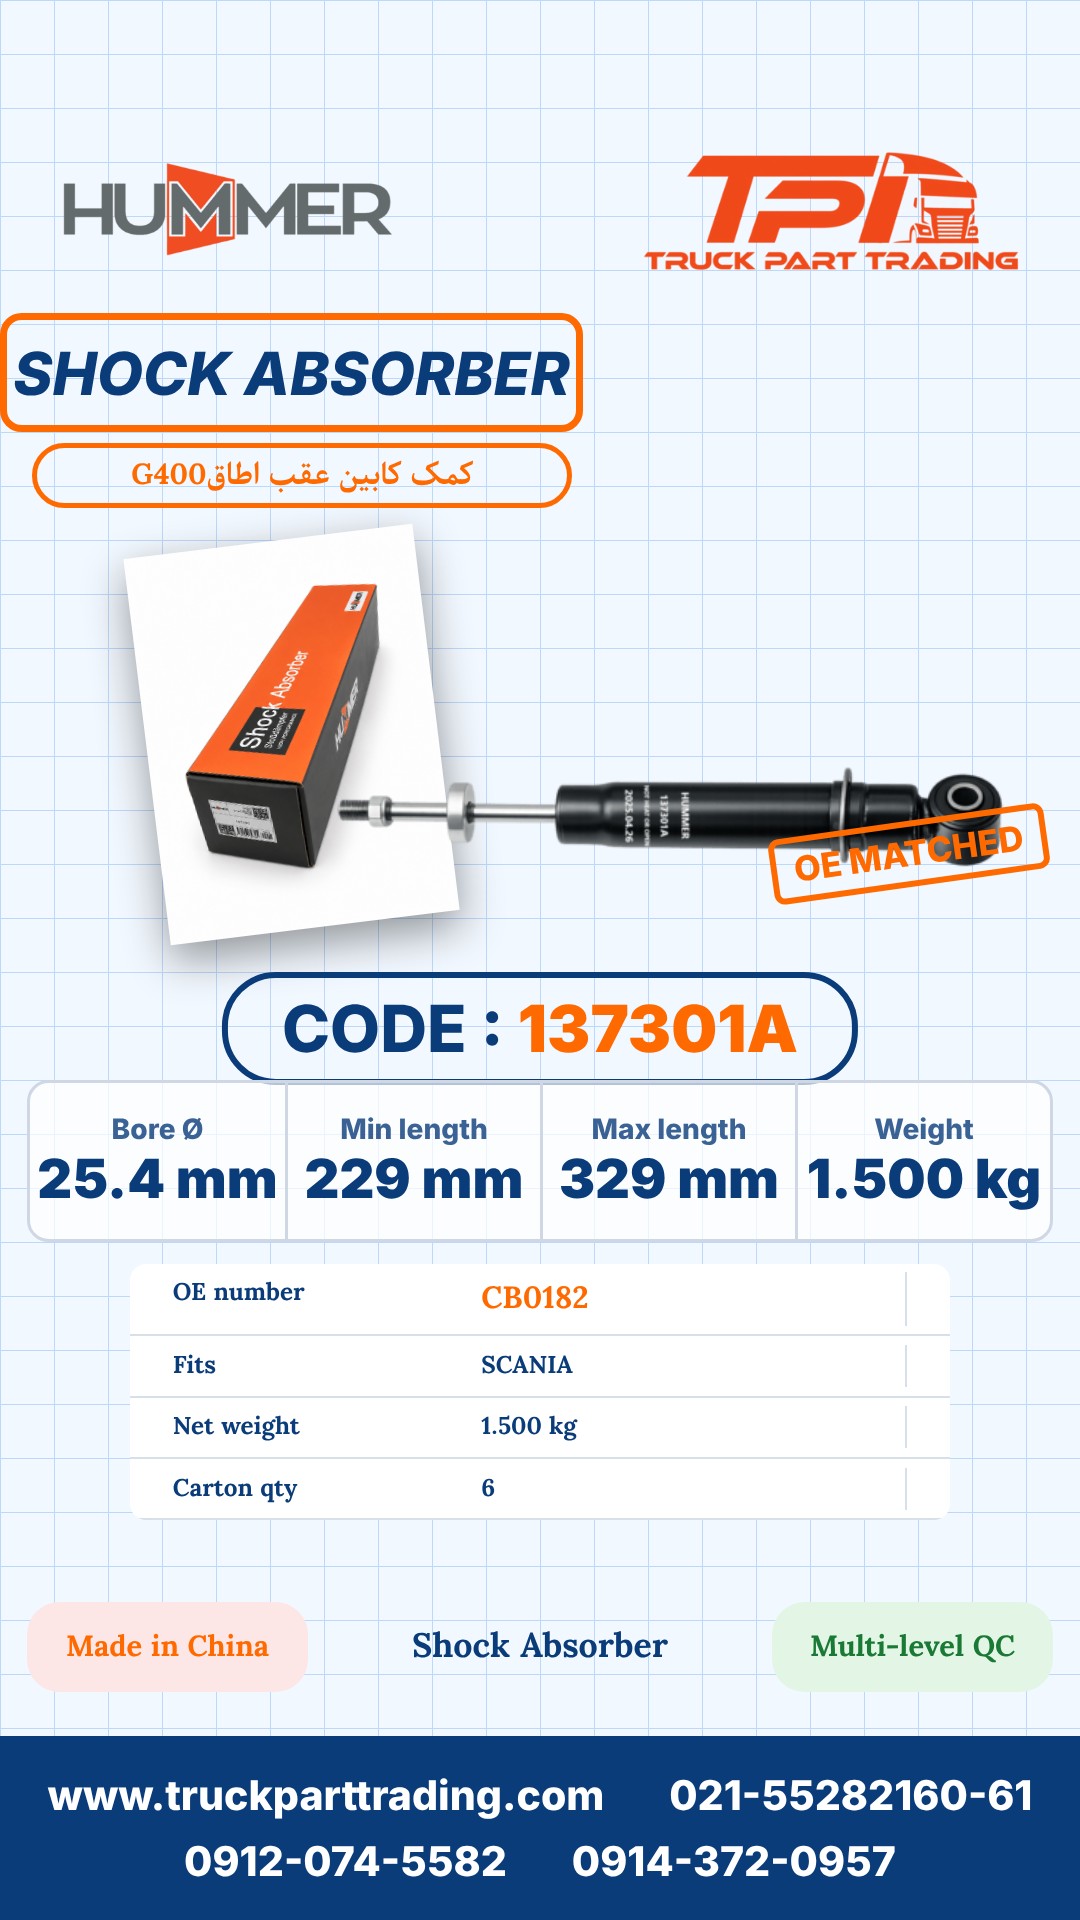 HUMMER
TPT
TRUCK PART TRADING
SHOCK ABSORBER
کمک کابین عقب اطاقG400
Shock Absorber
Stoßdämpfer
HUMMER
HUMMER
137301A
2025.04.26
OE MATCHED
CODE : 137301A
Bore Ø
25.4 mm
Min length
229 mm
Max length
329 mm
Weight
1.500 kg
OE number CB0182
Fits SCANIA
Net weight 1.500 kg
Carton qty 6
Made in China
Shock Absorber
Multi-level QC
www.truckparttrading.com 021-55282160-61
0912-074-5582 0914-372-0957